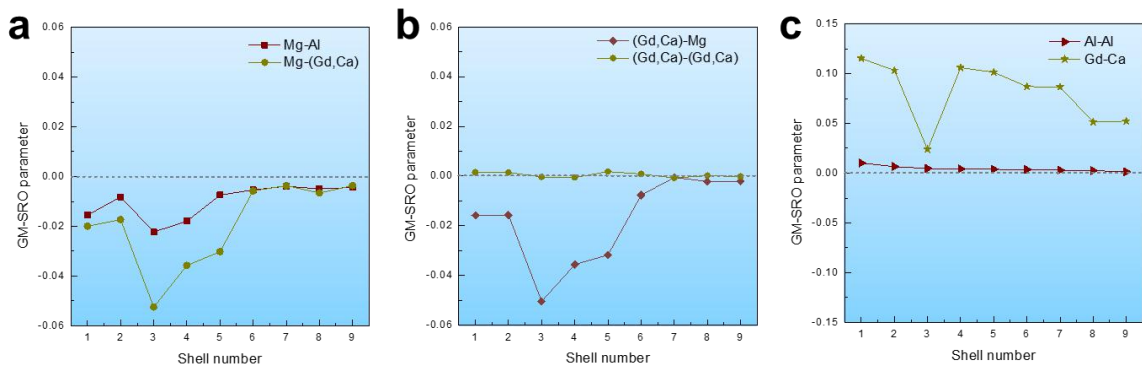 a
Mg-Al
Mg-(Gd,Ca)
GM-SRO parameter
0.06
0.04
0.02
0.00
-0.02
-0.04
-0.06
1 2 3 4 5 6 7 8 9
Shell number
b
(Gd,Ca)-Mg
(Gd,Ca)-(Gd,Ca)
GM-SRO parameter
0.06
0.04
0.02
0.00
-0.02
-0.04
-0.06
1 2 3 4 5 6 7 8 9
Shell number
c
Al-Al
Gd-Ca
GM-SRO parameter
0.15
0.10
0.05
0.00
-0.05
-0.10
-0.15
1 2 3 4 5 6 7 8 9
Shell number